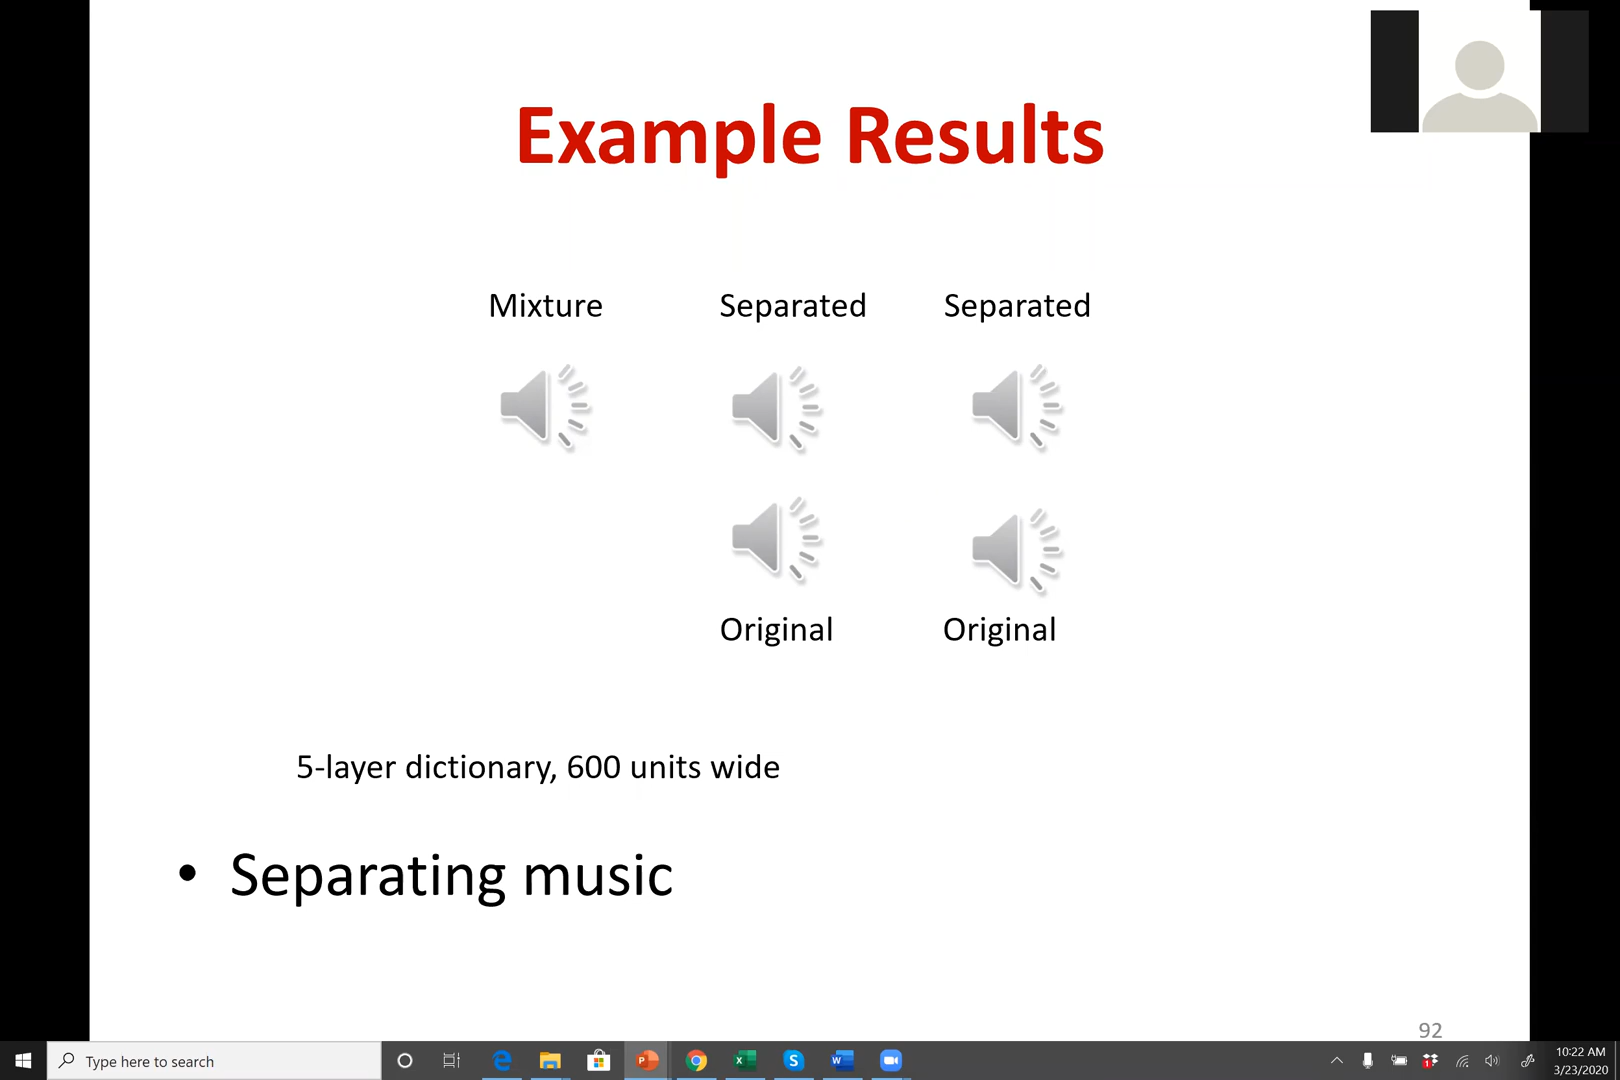 Example Results
Mixture Separated Separated
Original Original
5-layer dictionary, 600 units wide
• Separating music
92
Type here to search
10:22 AM
3/23/2020